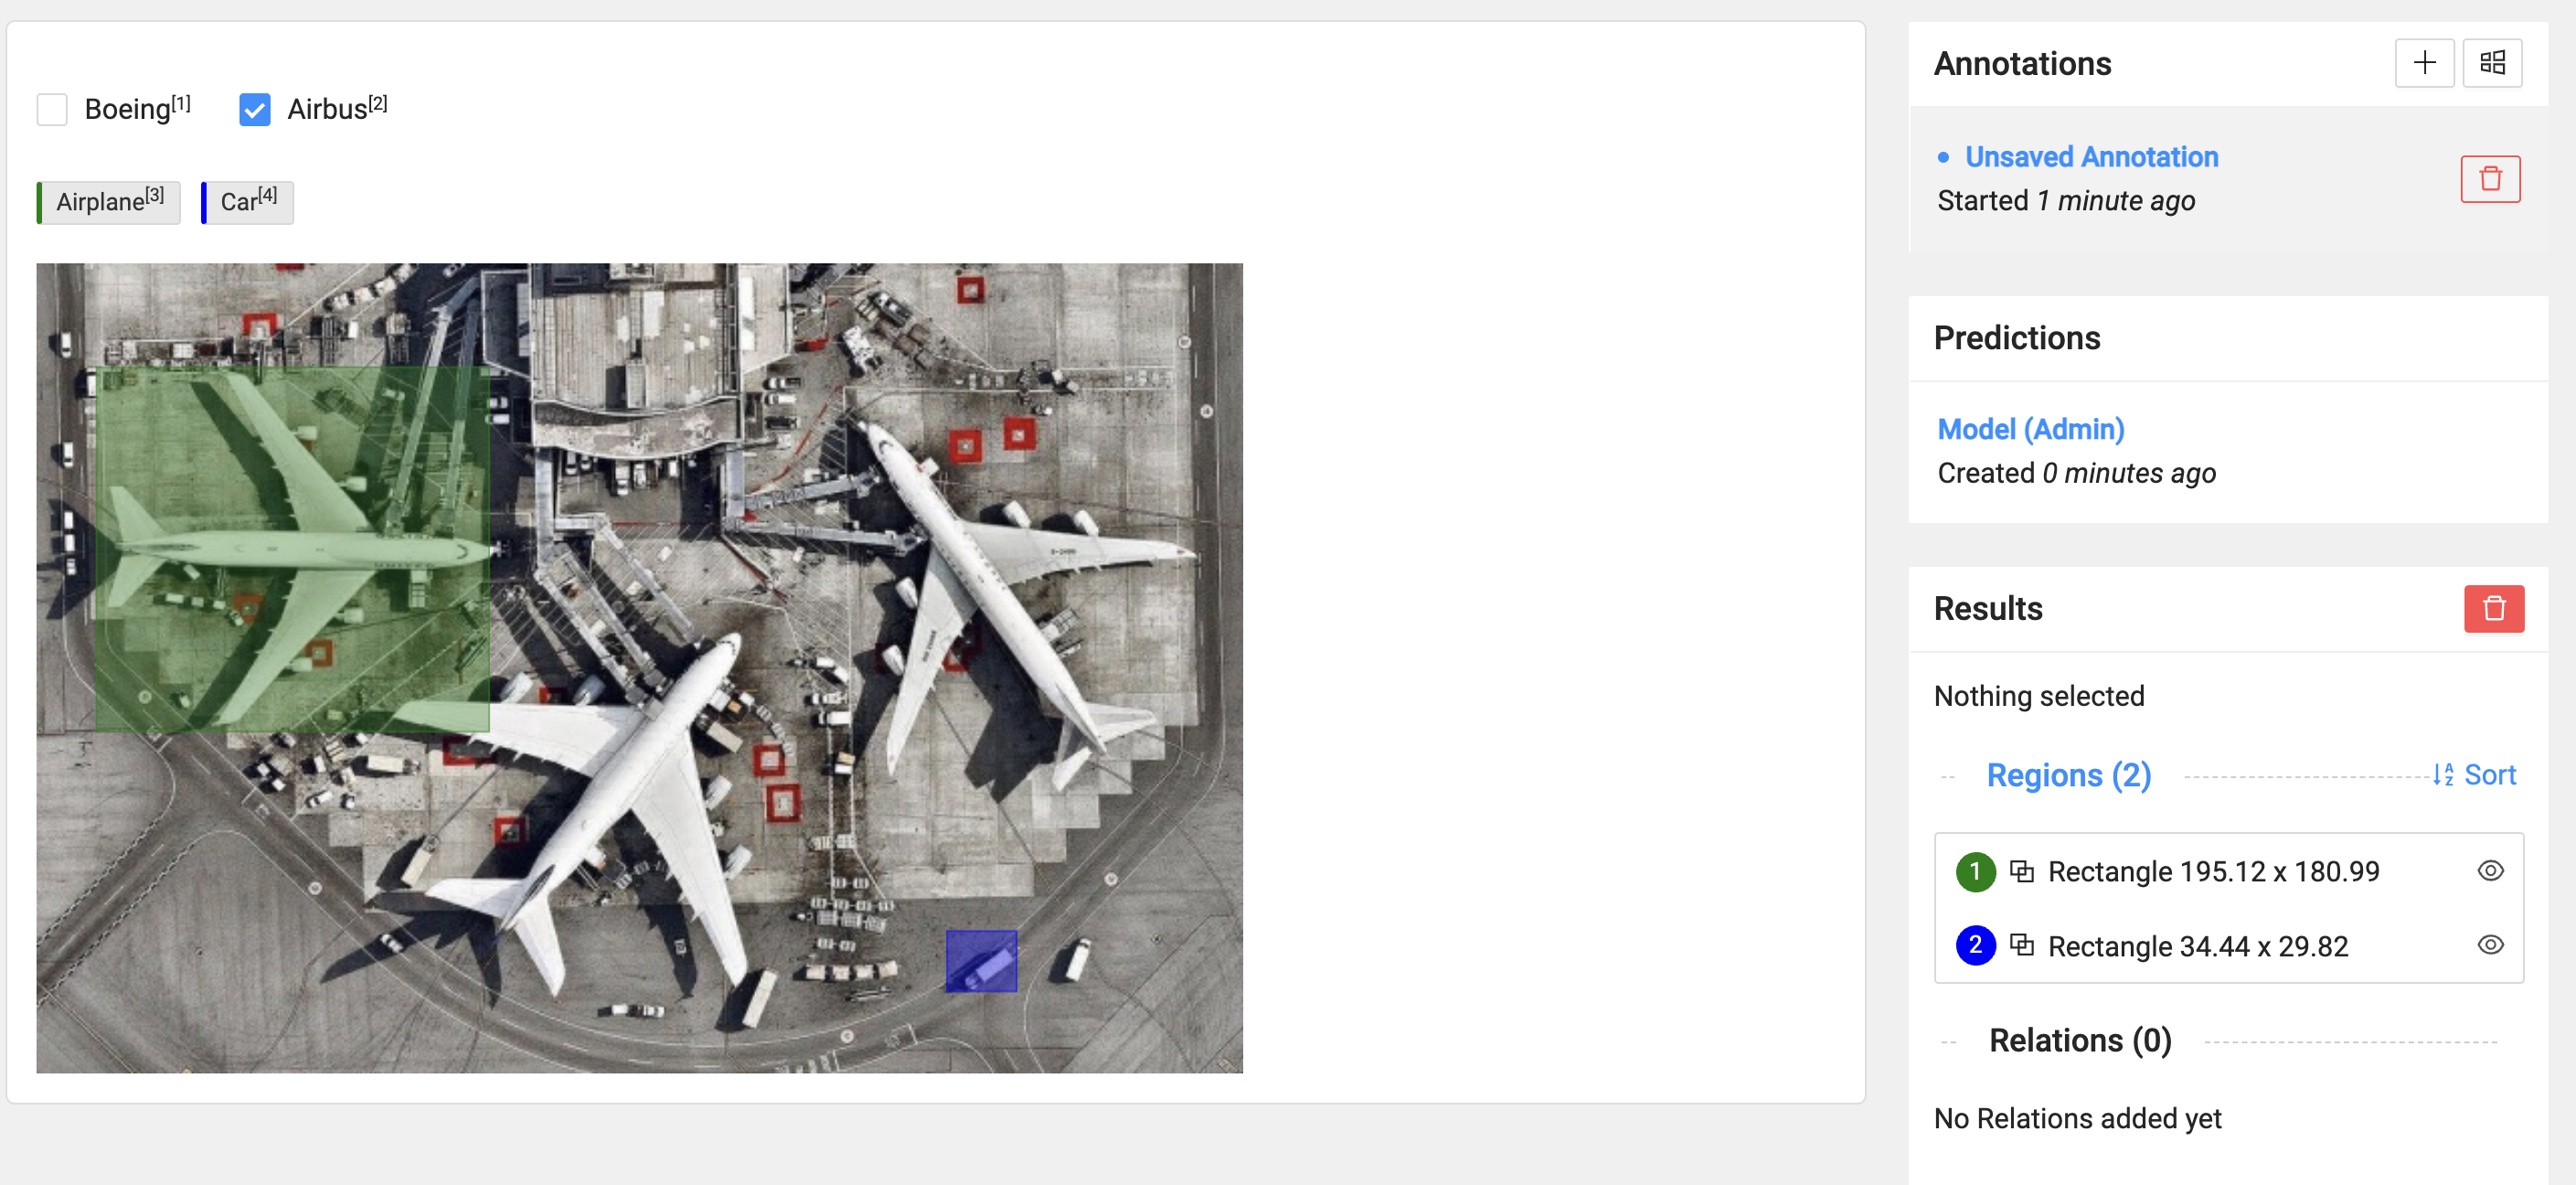 Boeing[1] Airbus[2]
Airplane[3] Car[4]
Annotations
Unsaved Annotation
Started 1 minute ago
Predictions
Model (Admin)
Created 0 minutes ago
Results
Nothing selected
Regions (2) Sort
1 Rectangle 195.12 x 180.99
2 Rectangle 34.44 x 29.82
Relations (0)
No Relations added yet